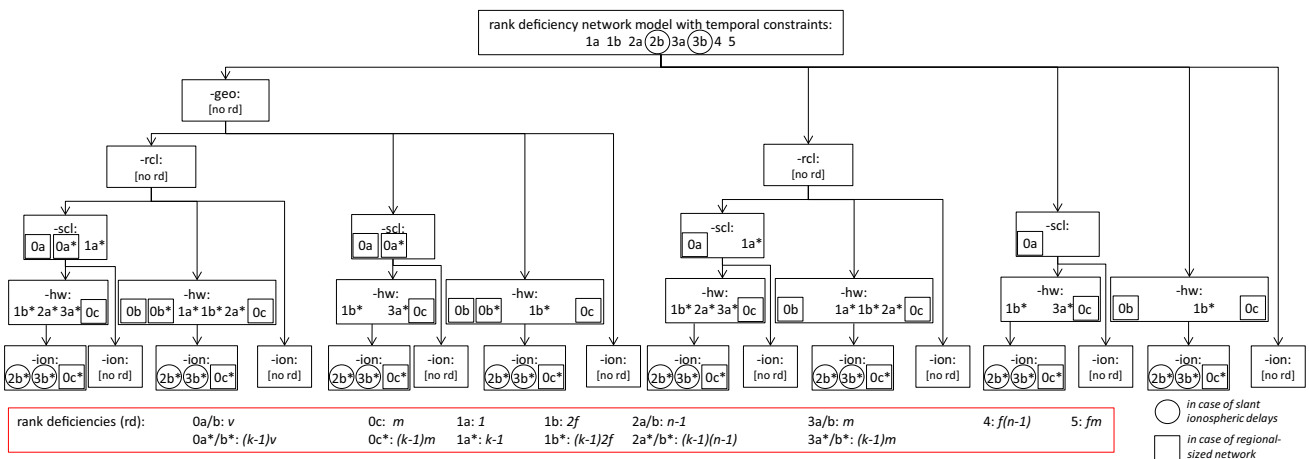 rank deficiency network model with temporal constraints:
1a 1b 2a 2b 3a 3b 4 5
-geo:
[no rd]
-rcl:
[no rd]
-rcl:
[no rd]
-scl:
0a 0a* 1a*
-scl:
0a 0a*
-scl:
0a 1a*
-scl:
0a
-hw:
1b* 2a* 3a* 0c
-hw:
0b 0b* 1a* 1b* 2a* 0c
-hw:
1b* 3a* 0c
-hw:
0b 0b* 1b* 0c
-hw:
1b* 2a* 3a* 0c
-hw:
0b 1a* 1b* 2a* 0c
-hw:
1b* 3a* 0c
-hw:
0b 1b* 0c
-ion:
2b* 3b* 0c*
-ion:
[no rd]
-ion:
2b* 3b* 0c*
-ion:
[no rd]
-ion:
2b* 3b* 0c*
-ion:
[no rd]
-ion:
2b* 3b* 0c*
-ion:
[no rd]
-ion:
2b* 3b* 0c*
-ion:
[no rd]
-ion:
2b* 3b* 0c*
-ion:
[no rd]
-ion:
2b* 3b* 0c*
-ion:
[no rd]
-ion:
2b* 3b* 0c*
-ion:
[no rd]
rank deficiencies (rd): 0a/b: v 0c: m 1a: 1 1b: 2f 2a/b: n-1 3a/b: m 4: f(n-1) 5: fm
0a*/b*: (k-1)v 0c*: (k-1)m 1a*: k-1 1b*: (k-1)2f 2a*/b*: (k-1)(n-1) 3a*/b*: (k-1)m
in case of slant
ionospheric delays
in case of regional-
sized network